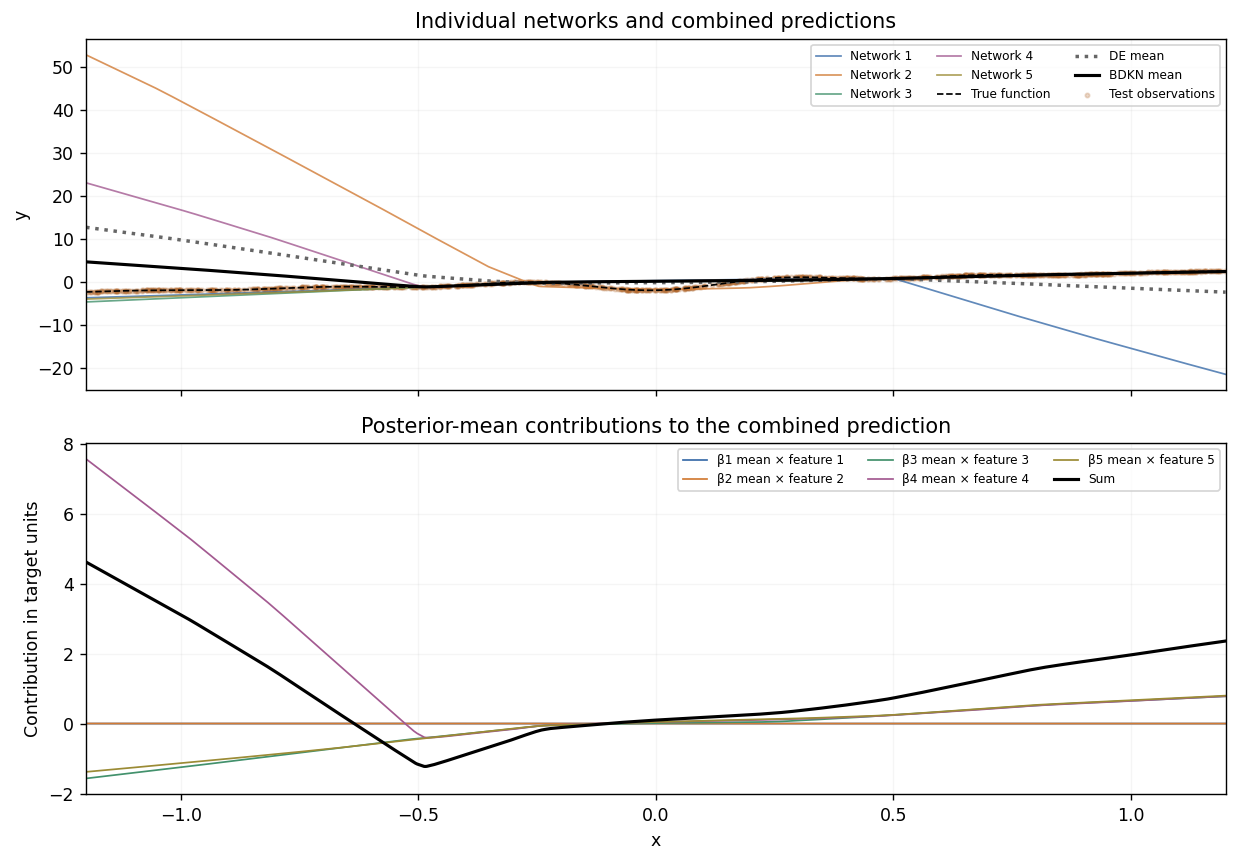 Individual networks and combined predictions
50
40
30
20
10
0
−10
−20
y
Network 1
Network 2
Network 3
Network 4
Network 5
True function
DE mean
BDKN mean
Test observations
Posterior-mean contributions to the combined prediction
8
6
4
2
0
−2
Contribution in target units
β1 mean × feature 1
β2 mean × feature 2
β3 mean × feature 3
β4 mean × feature 4
β5 mean × feature 5
Sum
−1.0
−0.5
0.0
0.5
1.0
x